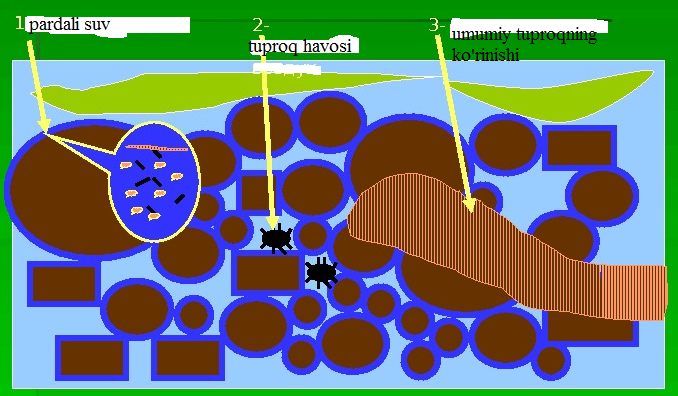 1 pardali suv
2-
tuproq havosi
3-
umumiy tuproqning
ko'rinishi